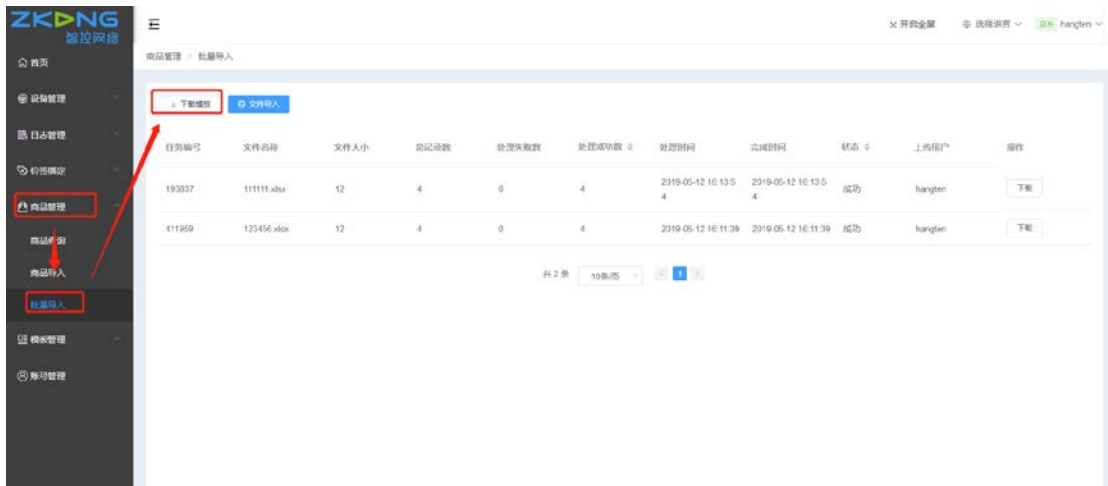 ZKDNG
智控网络
开启全屏 选择语言 店长 hangten
首页
商品管理 > 批量导入
设备管理
下载模板 文件导入
日志管理
任务编号 文件名称 文件大小 总记录数 处理失败数 处理成功数 处理时间 完成时间 状态 上传用户 操作
价签绑定
193837 111111.xlsx 12 4 0 4 2019-05-12 16:13:54 2019-05-12 16:13:54 成功 hangten 下载
商品管理
411959 123456.xlsx 12 4 0 4 2019-05-12 16:11:39 2019-05-12 16:11:39 成功 hangten 下载
商品查询
商品导入
共 2 条 10条/页 1
批量导入
模板管理
账号管理